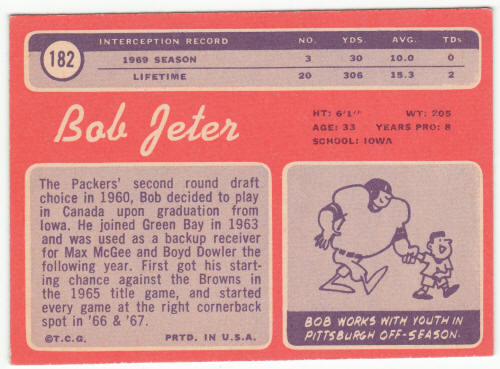 182
INTERCEPTION RECORD NO. YDS. AVG. TDs
1969 SEASON 3 30 10.0 0
LIFETIME 20 306 15.3 2
Bob Jeter
HT: 6'1" WT: 205
AGE: 33 YEARS PRO: 8
SCHOOL: IOWA
The Packers' second round draft
choice in 1960, Bob decided to play
in Canada upon graduation from
Iowa. He joined Green Bay in 1963
and was used as a backup receiver
for Max McGee and Boyd Dowler the
following year. First got his start-
ing chance against the Browns in
the 1965 title game, and started
every game at the right cornerback
spot in '66 & '67.
©T.C.G. PRTD. IN U.S.A.
BOB WORKS WITH YOUTH IN
PITTSBURGH OFF-SEASON.